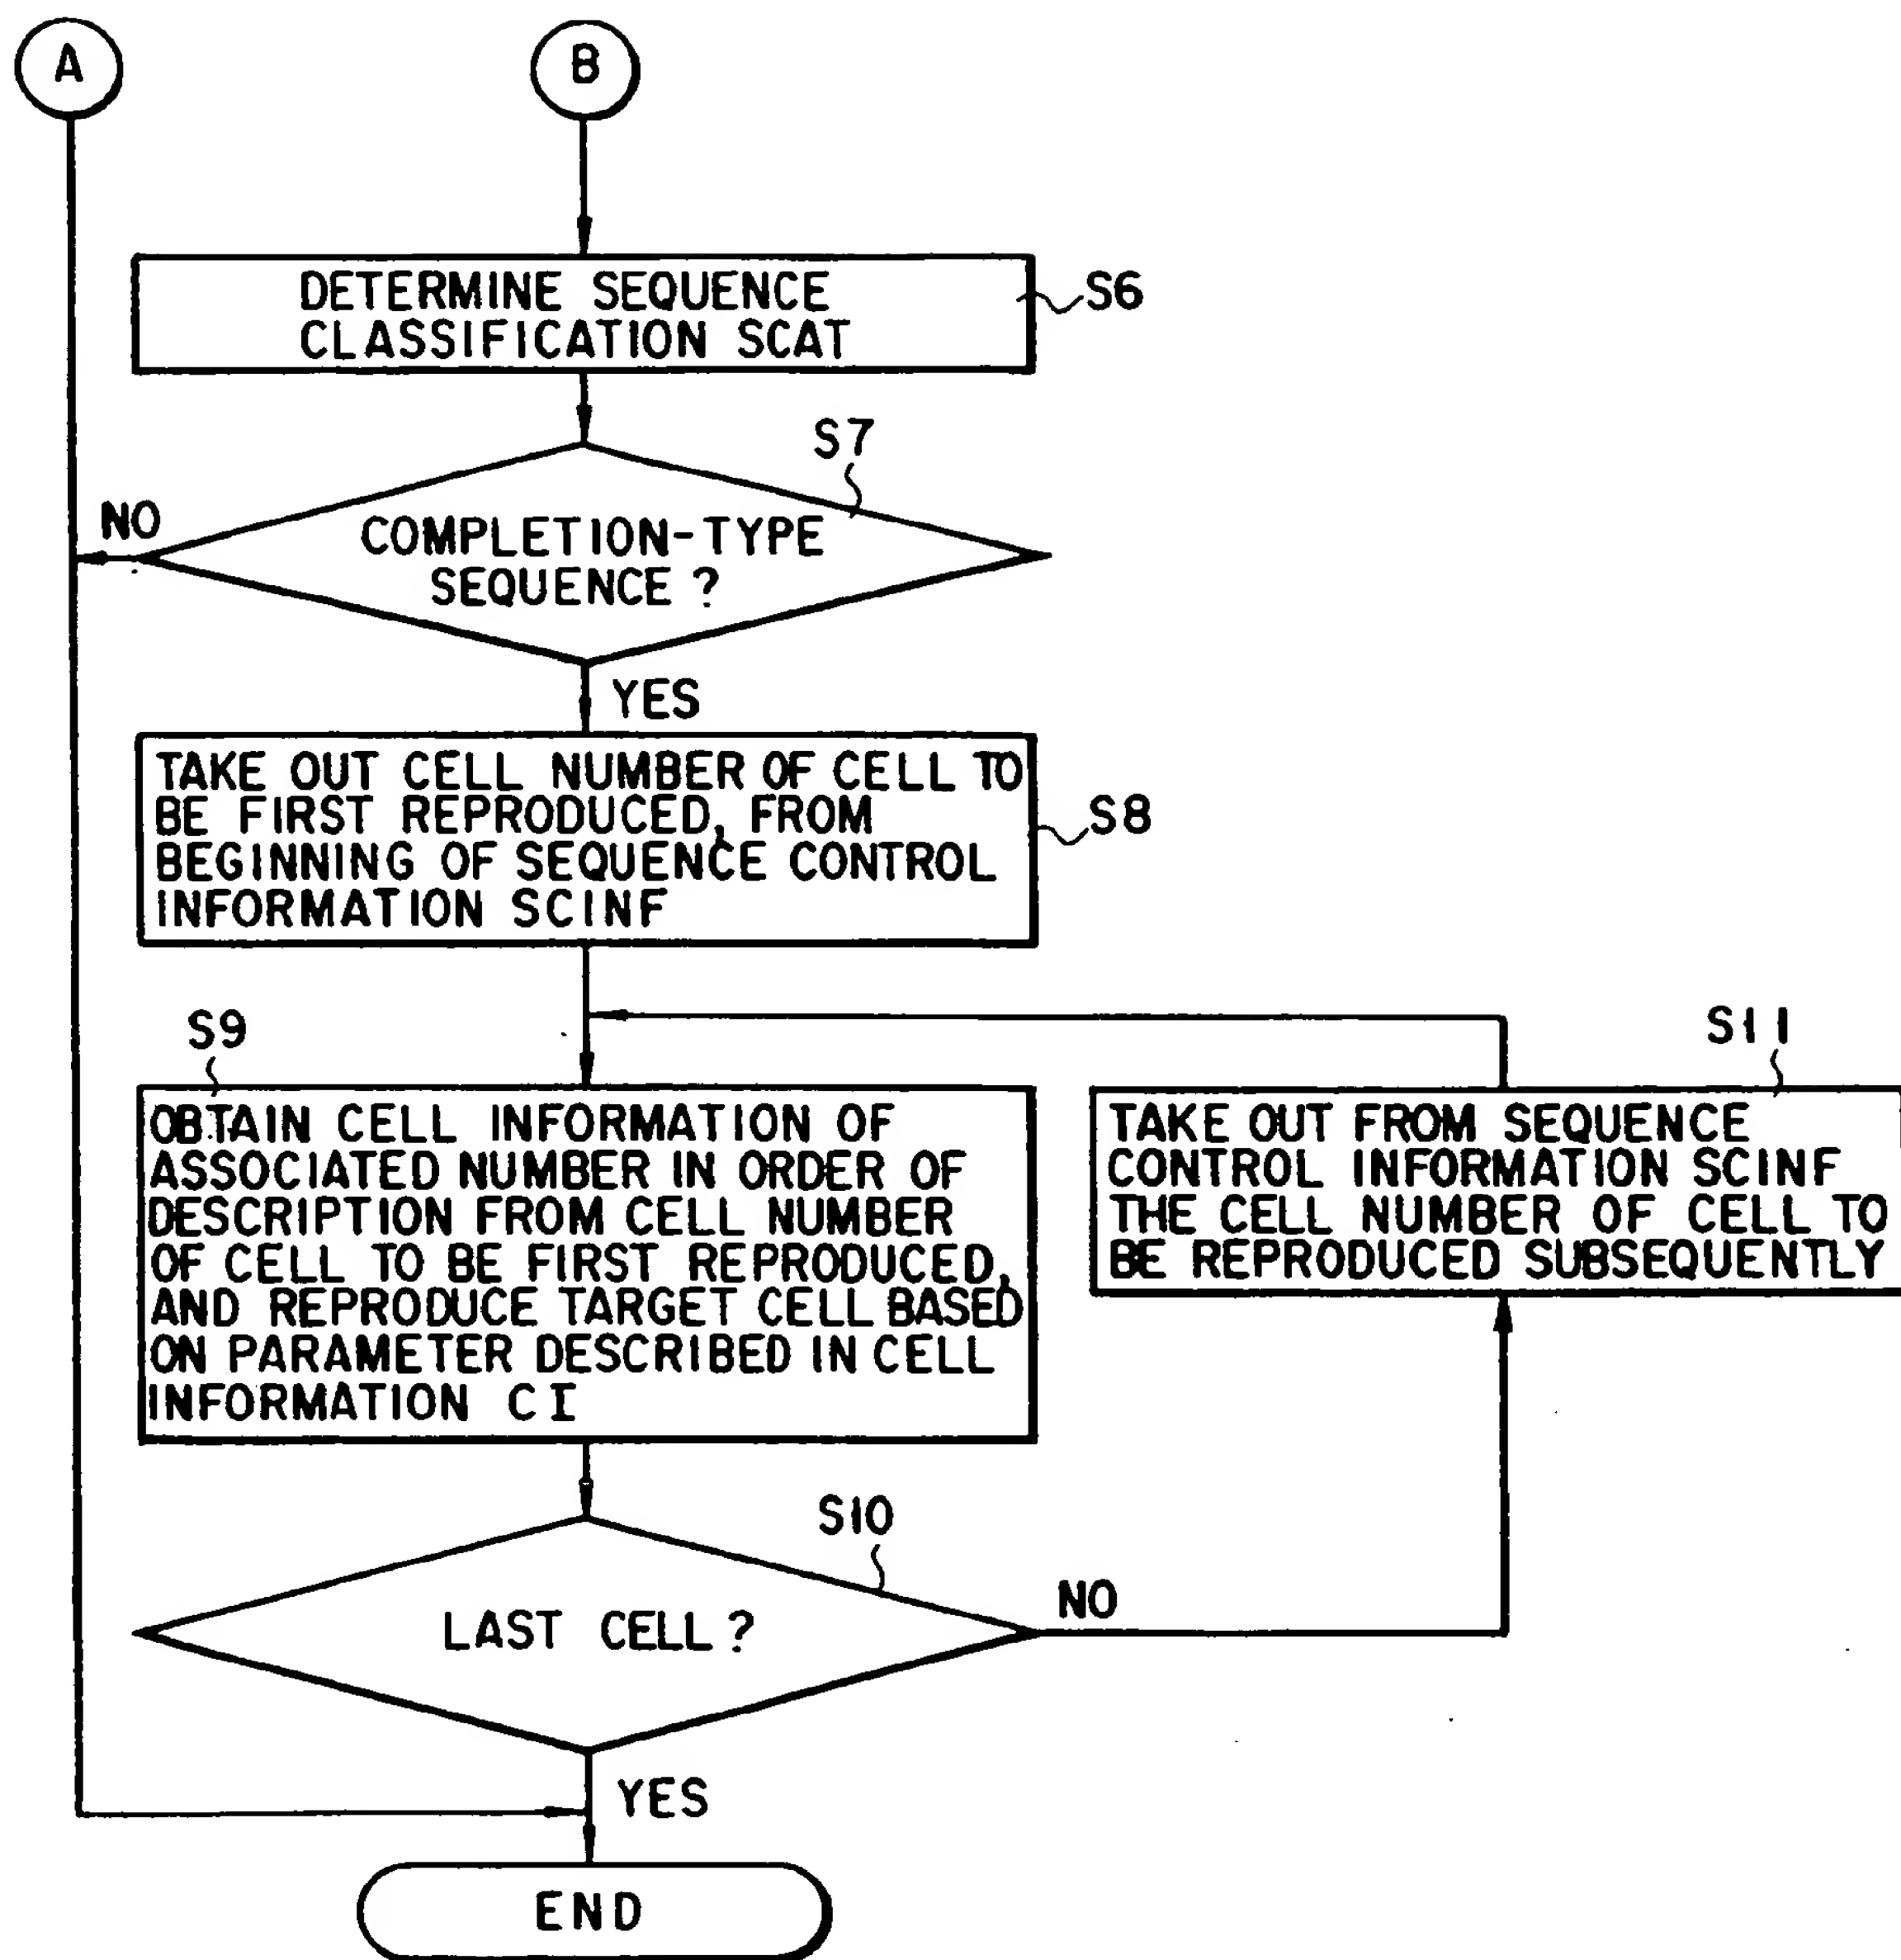 A
B
DETERMINE SEQUENCE
CLASSIFICATION SCAT
S6
S7
NO
COMPLETION-TYPE
SEQUENCE ?
YES
TAKE OUT CELL NUMBER OF CELL TO
BE FIRST REPRODUCED, FROM
BEGINNING OF SEQUENCE CONTROL
INFORMATION SCINF
S8
S9
OBTAIN CELL INFORMATION OF
ASSOCIATED NUMBER IN ORDER OF
DESCRIPTION FROM CELL NUMBER
OF CELL TO BE FIRST REPRODUCED,
AND REPRODUCE TARGET CELL BASED
ON PARAMETER DESCRIBED IN CELL
INFORMATION CI
S11
TAKE OUT FROM SEQUENCE
CONTROL INFORMATION SCINF
THE CELL NUMBER OF CELL TO
BE REPRODUCED SUBSEQUENTLY
S10
LAST CELL ?
NO
YES
END